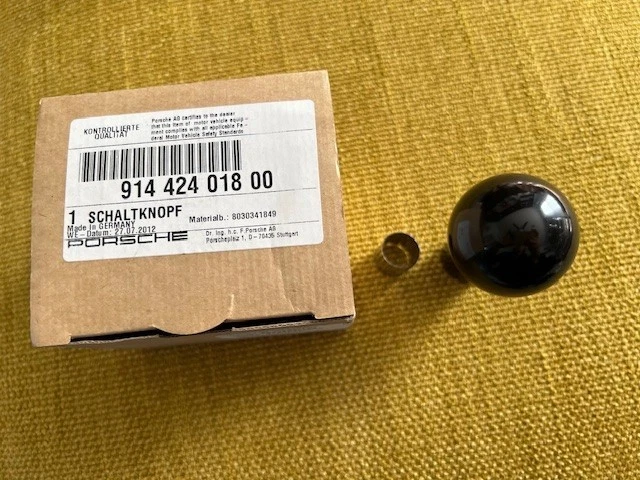 KONTROLLIERTE
QUALITÄT
Porsche AG certifies to the dealer
that this item of motor vehicle equip-
ment complies with all applicable Fe-
deral Motor Vehicle Safety Standards
914 424 018 00
1 SCHALTKNOPF
Materialb.: 8030341849
Made in GERMANY
WE-Datum: 27.07.2012
PORSCHE
Dr. Ing. h.c. F.Porsche AG
Porscheplatz 1, D-70435 Stuttgart